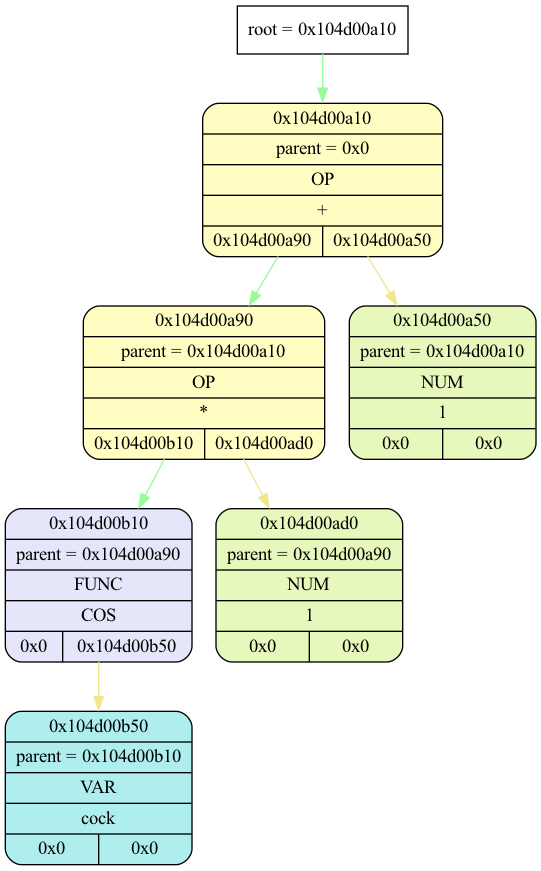 root = 0x104d00a10
0x104d00a10
parent = 0x0
OP
+
0x104d00a90 0x104d00a50
0x104d00a90
parent = 0x104d00a10
OP
*
0x104d00b10 0x104d00ad0
0x104d00a50
parent = 0x104d00a10
NUM
1
0x0 0x0
0x104d00b10
parent = 0x104d00a90
FUNC
COS
0x0 0x104d00b50
0x104d00ad0
parent = 0x104d00a90
NUM
1
0x0 0x0
0x104d00b50
parent = 0x104d00b10
VAR
cock
0x0 0x0